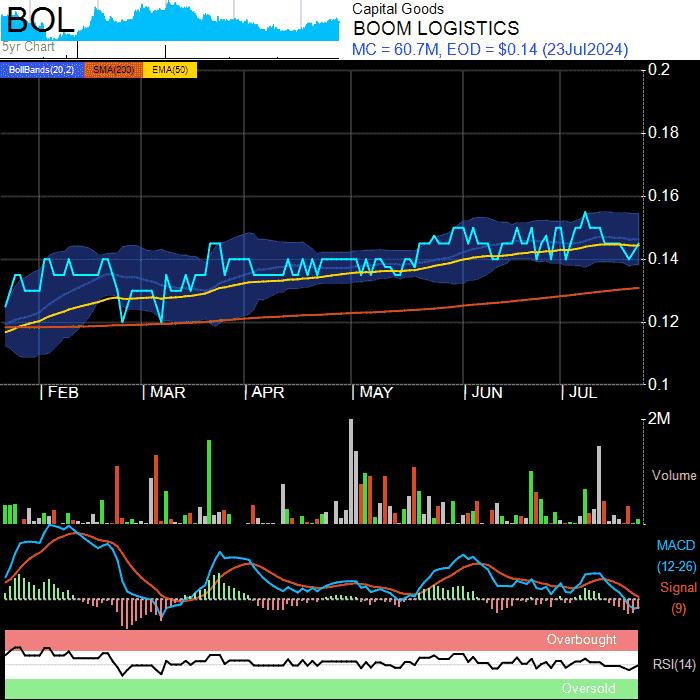 BOL
5yr Chart
Capital Goods
BOOM LOGISTICS
MC = 60.7M, EOD = $0.14 (23Jul2024)
BollBands(20,2) SMA(200) EMA(50)
0.2
0.18
0.16
0.14
0.12
0.1
FEB MAR APR MAY JUN JUL
2M
Volume
MACD
(12-26)
Signal
(9)
Overbought
RSI(14)
Oversold